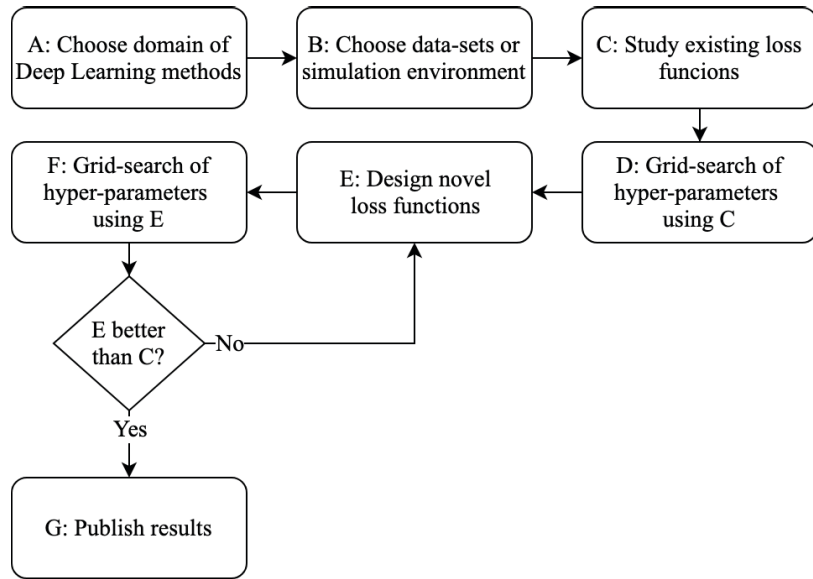 A: Choose domain of
Deep Learning methods
B: Choose data-sets or
simulation environment
C: Study existing loss
funcions
F: Grid-search of
hyper-parameters
using E
E: Design novel
loss functions
D: Grid-search of
hyper-parameters
using C
E better
than C?
No
Yes
G: Publish results